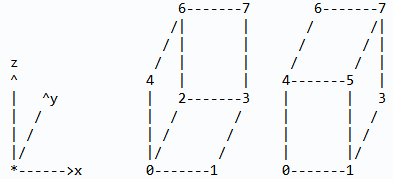 6-------7 6-------7
/| | / /|
/ | | / / |
z / | | / / |
^ 4 | | 4-------5 |
| ^y | 2-------3 | | 3
| / | / / | | /
| / | / / | | /
|/ |/ / | |/
*------>x 0-------1 0-------1